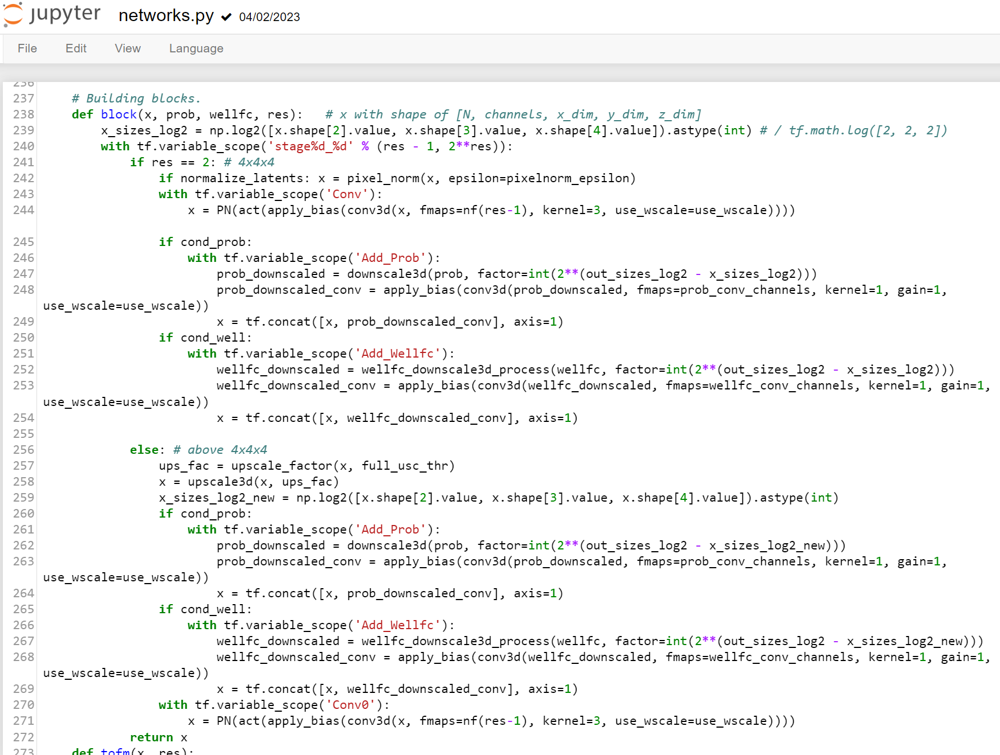 jupyter networks.py ✔ 04/02/2023
File Edit View Language
236
237     # Building blocks.
238     def block(x, prob, wellfc, res):   # x with shape of [N, channels, x_dim, y_dim, z_dim]
239         x_sizes_log2 = np.log2([x.shape[2].value, x.shape[3].value, x.shape[4].value]).astype(int) # / tf.math.log([2, 2, 2])
240         with tf.variable_scope('stage%d_%d' % (res - 1, 2**res)):
241             if res == 2: # 4x4x4
242                 if normalize_latents: x = pixel_norm(x, epsilon=pixelnorm_epsilon)
243                 with tf.variable_scope('Conv'):
244                     x = PN(act(apply_bias(conv3d(x, fmaps=nf(res-1), kernel=3, use_wscale=use_wscale))))
245                 if cond_prob:
246                     with tf.variable_scope('Add_Prob'):
247                         prob_downscaled = downscale3d(prob, factor=int(2**(out_sizes_log2 - x_sizes_log2)))
248                         prob_downscaled_conv = apply_bias(conv3d(prob_downscaled, fmaps=prob_conv_channels, kernel=1, gain=1,
use_wscale=use_wscale))
249                         x = tf.concat([x, prob_downscaled_conv], axis=1)
250                 if cond_well:
251                     with tf.variable_scope('Add_Wellfc'):
252                         wellfc_downscaled = wellfc_downscale3d_process(wellfc, factor=int(2**(out_sizes_log2 - x_sizes_log2)))
253                         wellfc_downscaled_conv = apply_bias(conv3d(wellfc_downscaled, fmaps=wellfc_conv_channels, kernel=1, gain=1,
use_wscale=use_wscale))
254                         x = tf.concat([x, wellfc_downscaled_conv], axis=1)
255
256             else: # above 4x4x4
257                 ups_fac = upscale_factor(x, full_usc_thr)
258                 x = upscale3d(x, ups_fac)
259                 x_sizes_log2_new = np.log2([x.shape[2].value, x.shape[3].value, x.shape[4].value]).astype(int)
260                 if cond_prob:
261                     with tf.variable_scope('Add_Prob'):
262                         prob_downscaled = downscale3d(prob, factor=int(2**(out_sizes_log2 - x_sizes_log2_new)))
263                         prob_downscaled_conv = apply_bias(conv3d(prob_downscaled, fmaps=prob_conv_channels, kernel=1, gain=1,
use_wscale=use_wscale))
264                         x = tf.concat([x, prob_downscaled_conv], axis=1)
265                 if cond_well:
266                     with tf.variable_scope('Add_Wellfc'):
267                         wellfc_downscaled = wellfc_downscale3d_process(wellfc, factor=int(2**(out_sizes_log2 - x_sizes_log2_new)))
268                         wellfc_downscaled_conv = apply_bias(conv3d(wellfc_downscaled, fmaps=wellfc_conv_channels, kernel=1, gain=1,
use_wscale=use_wscale))
269                         x = tf.concat([x, wellfc_downscaled_conv], axis=1)
270                 with tf.variable_scope('Conv0'):
271                     x = PN(act(apply_bias(conv3d(x, fmaps=nf(res-1), kernel=3, use_wscale=use_wscale))))
272             return x
273     def tofm(x, res):